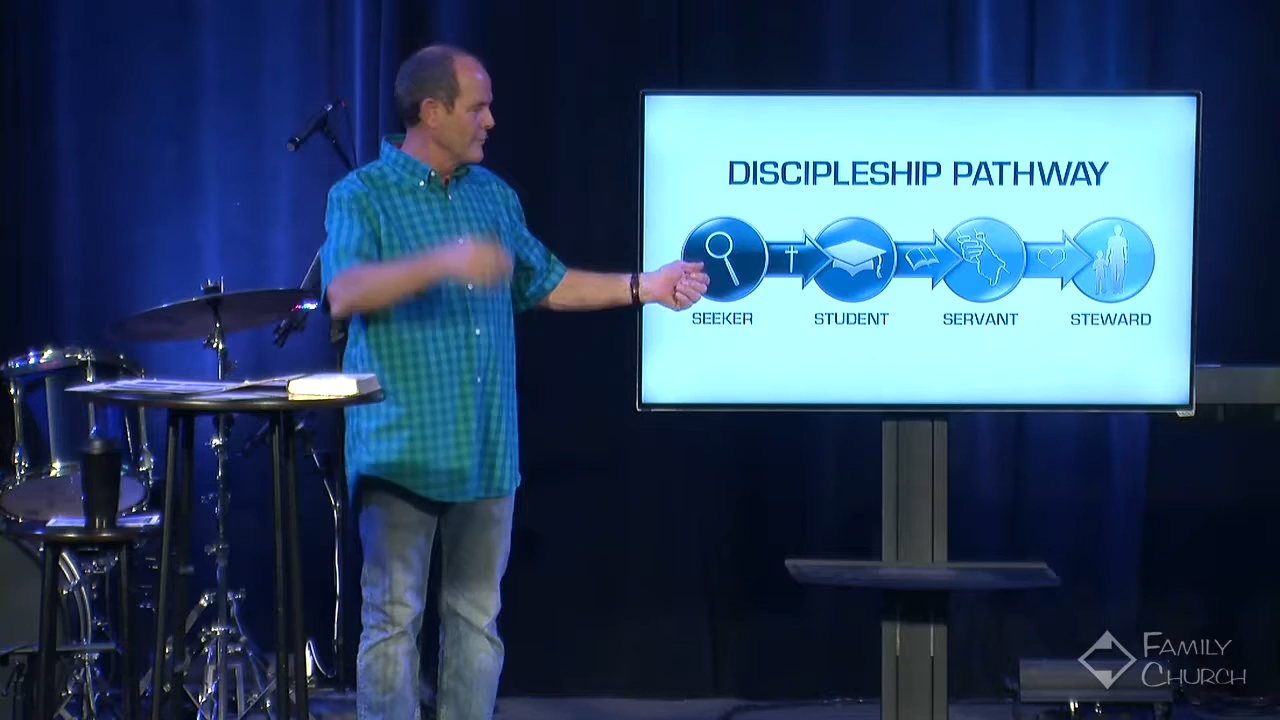 DISCIPLESHIP PATHWAY
SEEKER
STUDENT
SERVANT
STEWARD
FAMILY
CHURCH